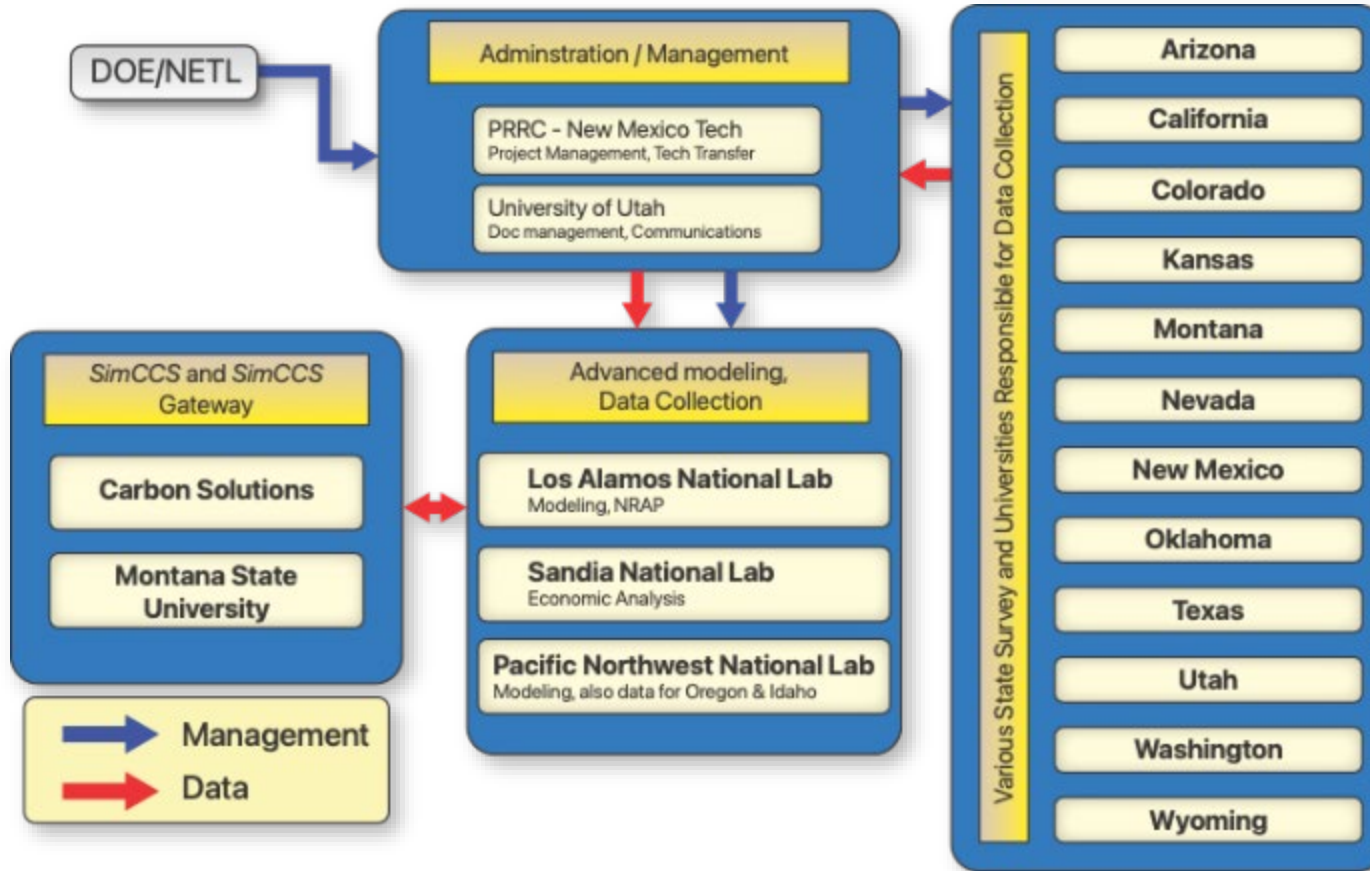 DOE/NETL
Adminstration / Management
PRRC - New Mexico Tech
Project Management, Tech Transfer
University of Utah
Doc management, Communications
Various State Survey and Universities Responsible for Data Collection
Arizona
California
Colorado
Kansas
Montana
Nevada
New Mexico
Oklahoma
Texas
Utah
Washington
Wyoming
SimCCS and SimCCS
Gateway
Carbon Solutions
Montana State
University
Advanced modeling,
Data Collection
Los Alamos National Lab
Modeling, NRAP
Sandia National Lab
Economic Analysis
Pacific Northwest National Lab
Modeling, also data for Oregon & Idaho
Management
Data